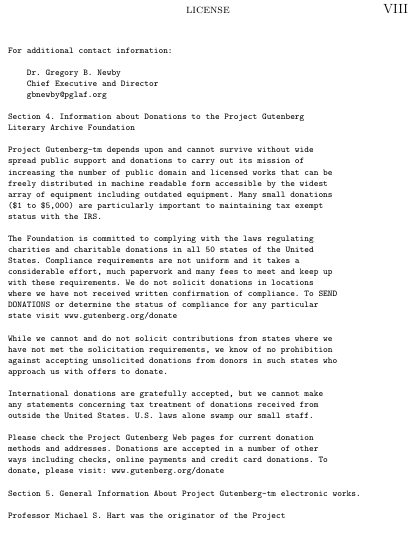 LICENSE VIII
For additional contact information:
Dr. Gregory B. Newby
Chief Executive and Director
gbnewby@pglaf.org
Section 4. Information about Donations to the Project Gutenberg
Literary Archive Foundation
Project Gutenberg-tm depends upon and cannot survive without wide
spread public support and donations to carry out its mission of
increasing the number of public domain and licensed works that can be
freely distributed in machine readable form accessible by the widest
array of equipment including outdated equipment. Many small donations
($1 to $5,000) are particularly important to maintaining tax exempt
status with the IRS.
The Foundation is committed to complying with the laws regulating
charities and charitable donations in all 50 states of the United
States. Compliance requirements are not uniform and it takes a
considerable effort, much paperwork and many fees to meet and keep up
with these requirements. We do not solicit donations in locations
where we have not received written confirmation of compliance. To SEND
DONATIONS or determine the status of compliance for any particular
state visit www.gutenberg.org/donate
While we cannot and do not solicit contributions from states where we
have not met the solicitation requirements, we know of no prohibition
against accepting unsolicited donations from donors in such states who
approach us with offers to donate.
International donations are gratefully accepted, but we cannot make
any statements concerning tax treatment of donations received from
outside the United States. U.S. laws alone swamp our small staff.
Please check the Project Gutenberg Web pages for current donation
methods and addresses. Donations are accepted in a number of other
ways including checks, online payments and credit card donations. To
donate, please visit: www.gutenberg.org/donate
Section 5. General Information About Project Gutenberg-tm electronic works.
Professor Michael S. Hart was the originator of the Project